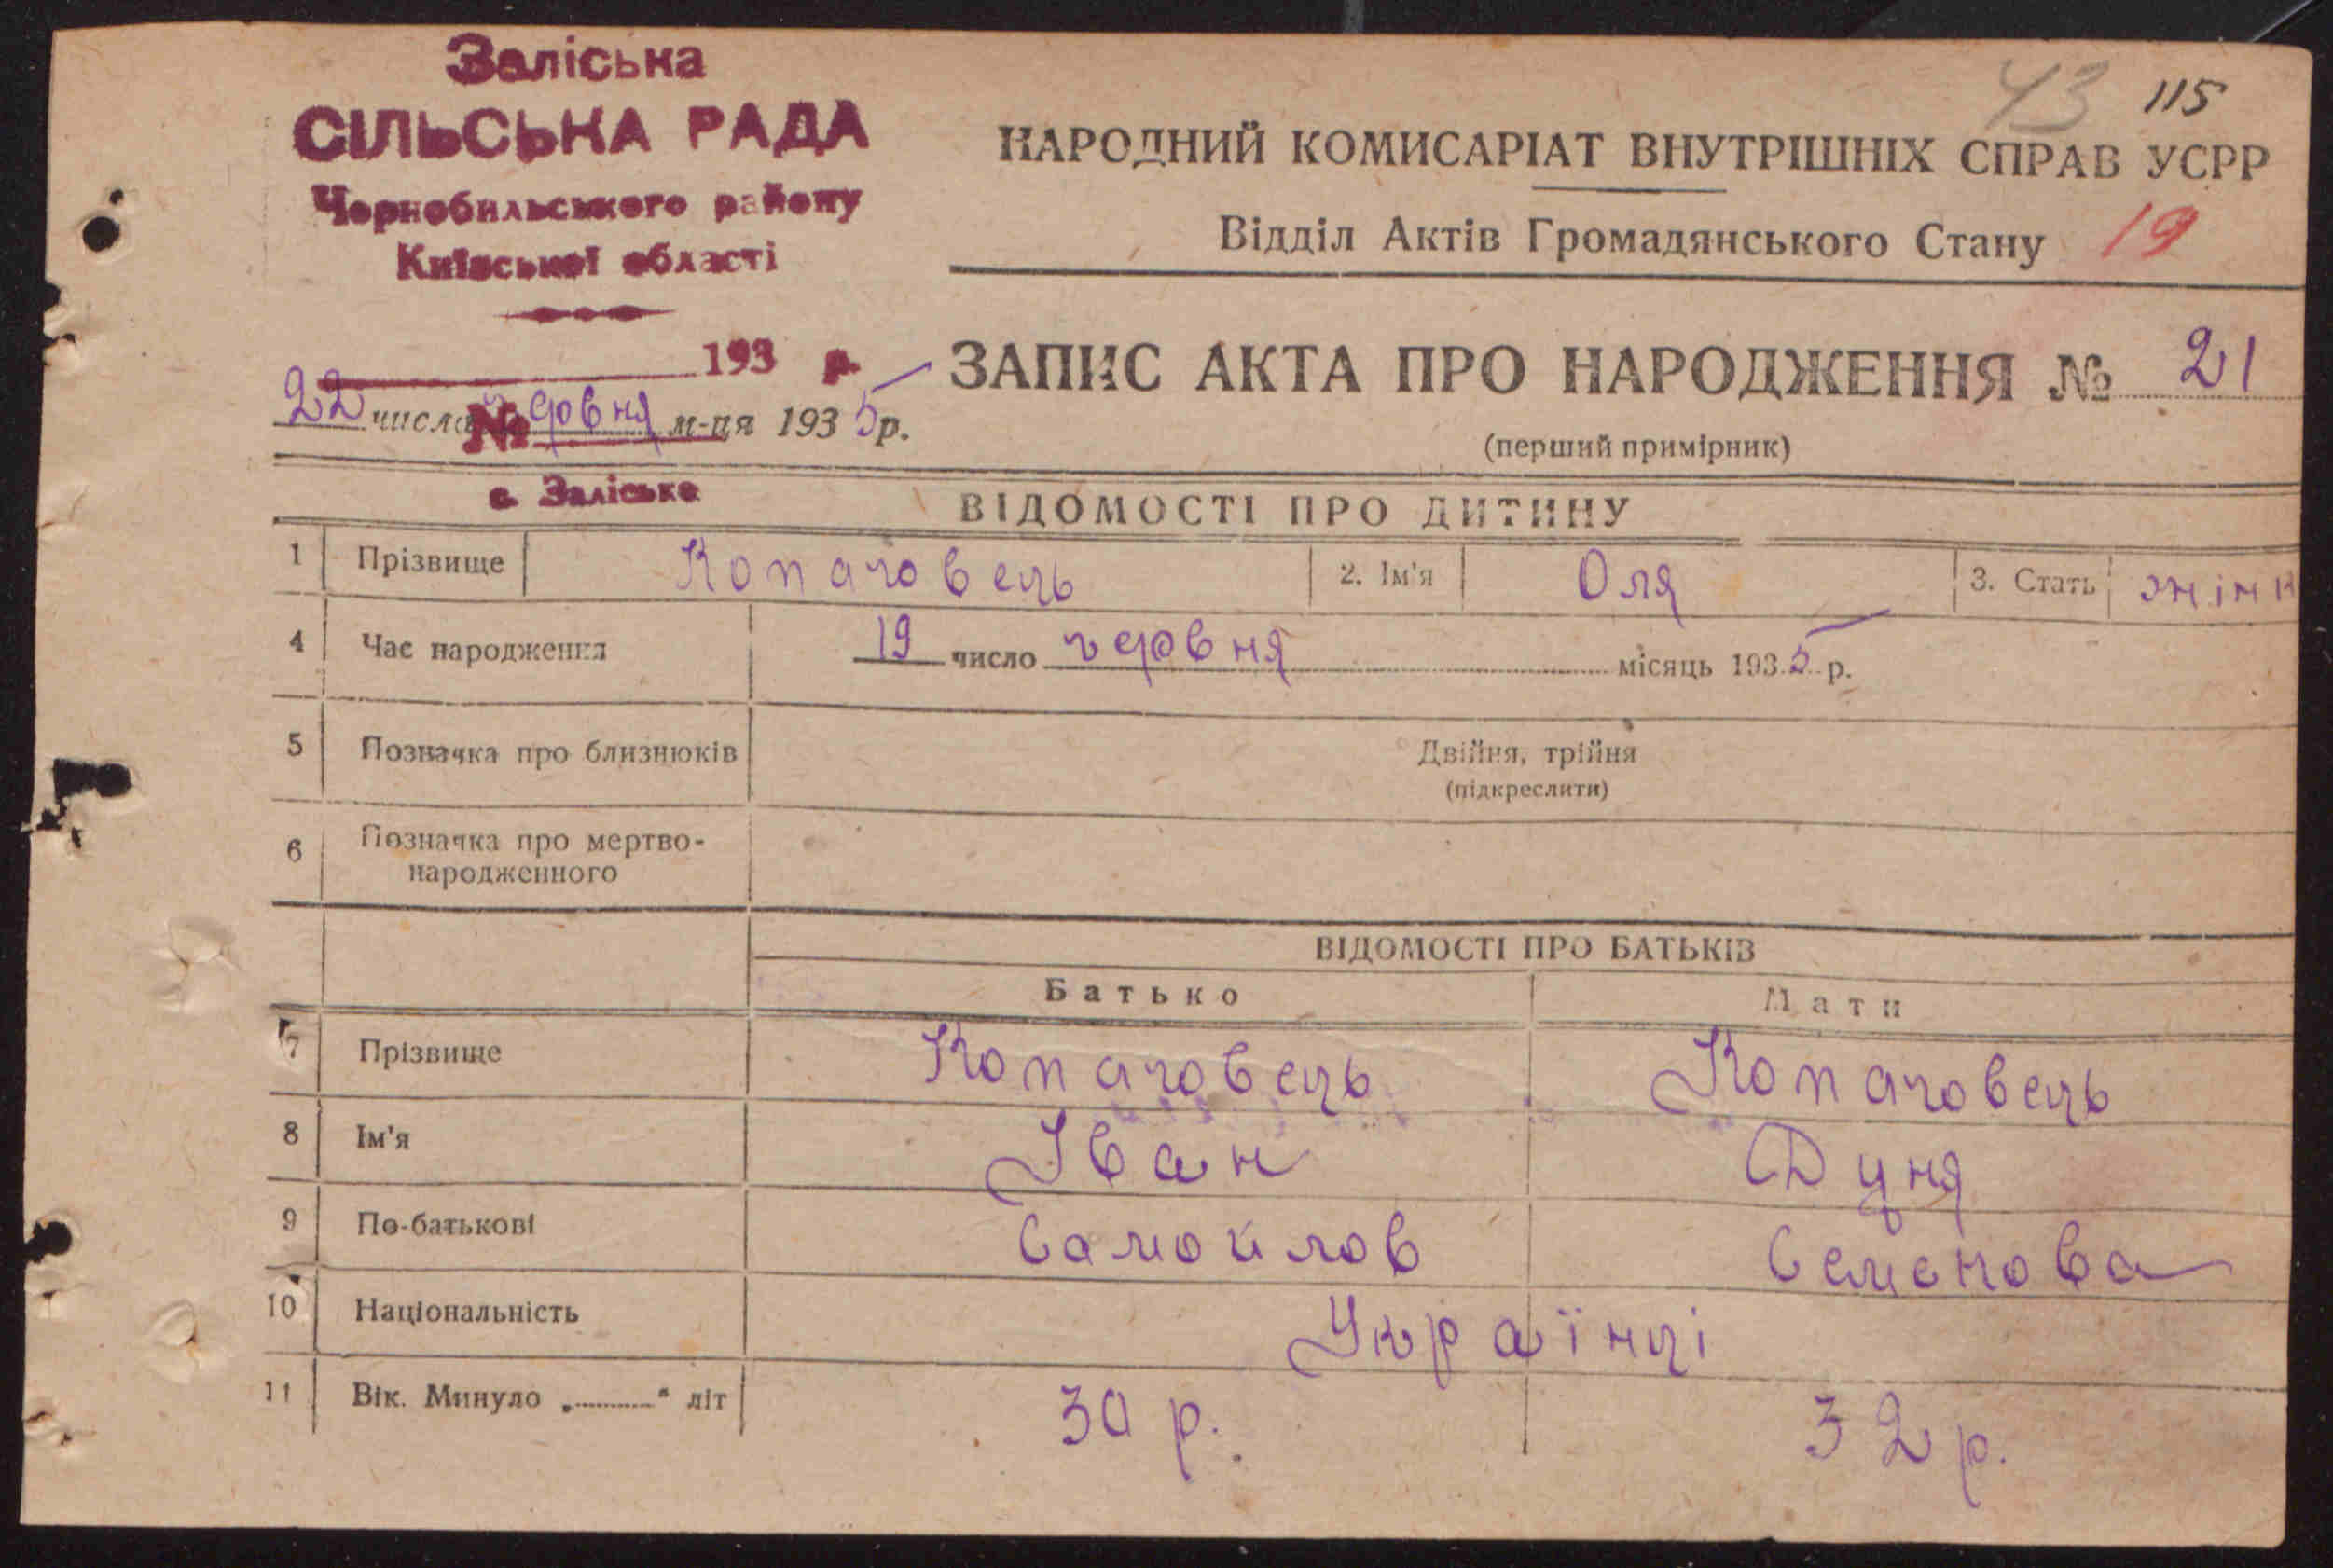 Заліська
СІЛЬСЬКА РАДА
Чорнобильського району
Київської області
193 р.
22 числа червня м-ця 1935 р.
№
с Заліське
43 115
НАРОДНИЙ КОМИСАРІАТ ВНУТРІШНІХ СПРАВ УСРР
Відділ Актів Громадянського Стану 19
ЗАПИС АКТА ПРО НАРОДЖЕННЯ № 21
(перший примірник)
ВІДОМОСТІ ПРО ДИТИНУ
1 Прізвище Копачовець 2. Ім'я Оля 3. Стать жінк
4 Час народження 19 число червня місяць 1935 р.
5 Позначка про близнюків Двійня, трійня
(підкреслити)
6 Позначка про мертво-
народженного
ВІДОМОСТІ ПРО БАТЬКІВ
Батько Мати
7 Прізвище Копачовець Копачовець
8 Ім'я Іван Дуня
9 По-батькові Самойлов Семенова
10 Національність Українці
11 Вік. Минуло „..........“ літ 30 р. 32 р.